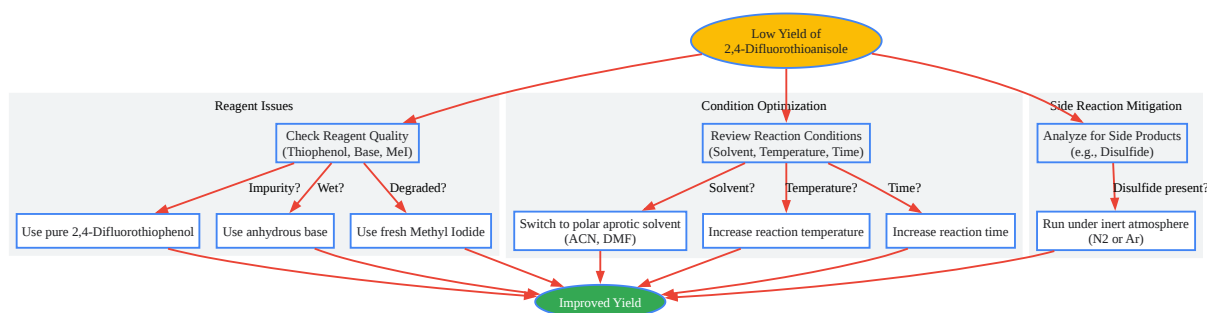 Low Yield of
2,4-Difluorothioanisole
Reagent Issues
Condition Optimization
Side Reaction Mitigation
Check Reagent Quality
(Thiophenol, Base, MeI)
Review Reaction Conditions
(Solvent, Temperature, Time)
Analyze for Side Products
(e.g., Disulfide)
Impurity?
Wet?
Degraded?
Solvent?
Temperature?
Time?
Disulfide present?
Use pure 2,4-Difluorothiophenol
Use anhydrous base
Use fresh Methyl Iodide
Switch to polar aprotic solvent
(ACN, DMF)
Increase reaction temperature
Increase reaction time
Run under inert atmosphere
(N2 or Ar)
Improved Yield